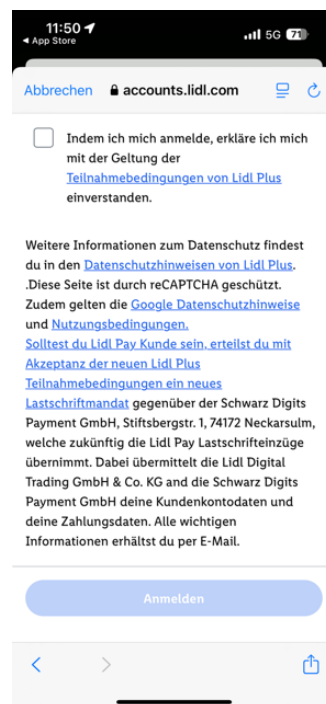 11:50
5G 71
◀ App Store
Abbrechen accounts.lidl.com
Indem ich mich anmelde, erkläre ich mich
mit der Geltung der
Teilnahmebedingungen von Lidl Plus
einverstanden.
Weitere Informationen zum Datenschutz findest
du in den Datenschutzhinweisen von Lidl Plus.
.Diese Seite ist durch reCAPTCHA geschützt.
Zudem gelten die Google Datenschutzhinweise
und Nutzungsbedingungen.
Solltest du Lidl Pay Kunde sein, erteilst du mit
Akzeptanz der neuen Lidl Plus
Teilnahmebedingungen ein neues
Lastschriftmandat gegenüber der Schwarz Digits
Payment GmbH, Stiftsbergstr. 1, 74172 Neckarsulm,
welche zukünftig die Lidl Pay Lastschrifteinzüge
übernimmt. Dabei übermittelt die Lidl Digital
Trading GmbH & Co. KG and die Schwarz Digits
Payment GmbH deine Kundenkontodaten und
deine Zahlungsdaten. Alle wichtigen
Informationen erhältst du per E-Mail.
Anmelden